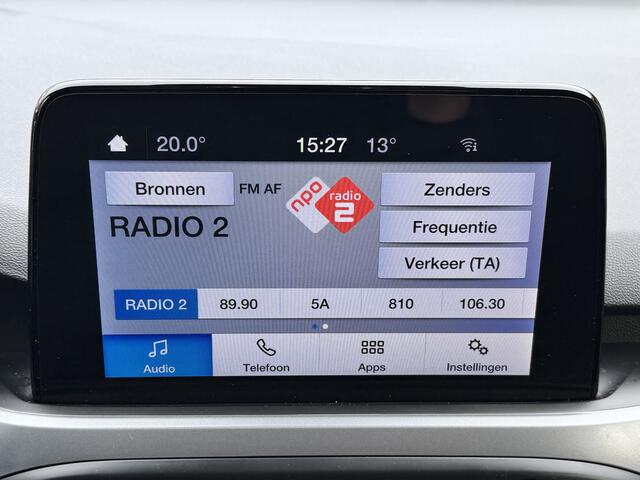 20.0° 15:27 13°
Bronnen FM AF npo radio 2 Zenders
RADIO 2 Frequentie
Verkeer (TA)
RADIO 2 89.90 5A 810 106.30
Audio Telefoon Apps Instellingen